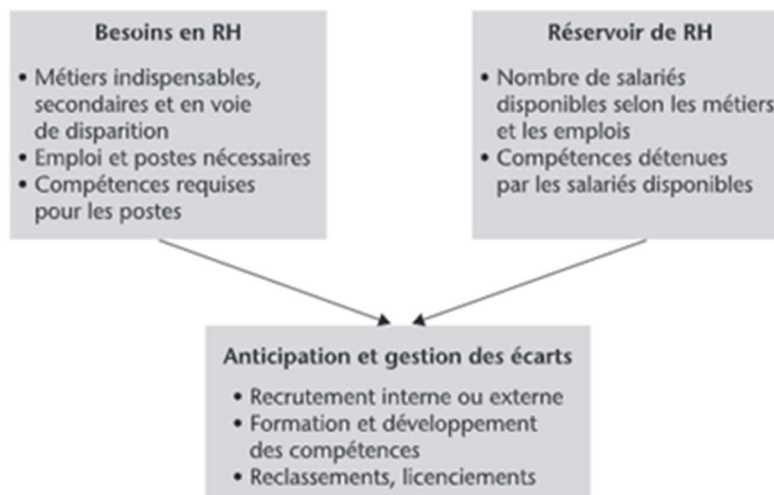 Besoins en RH
• Métiers indispensables,
secondaires et en voie
de disparition
• Emploi et postes nécessaires
• Compétences requises
pour les postes
Réservoir de RH
• Nombre de salariés
disponibles selon les métiers
et les emplois
• Compétences détenues
par les salariés disponibles
Anticipation et gestion des écarts
• Recrutement interne ou externe
• Formation et développement
des compétences
• Reclassements, licenciements